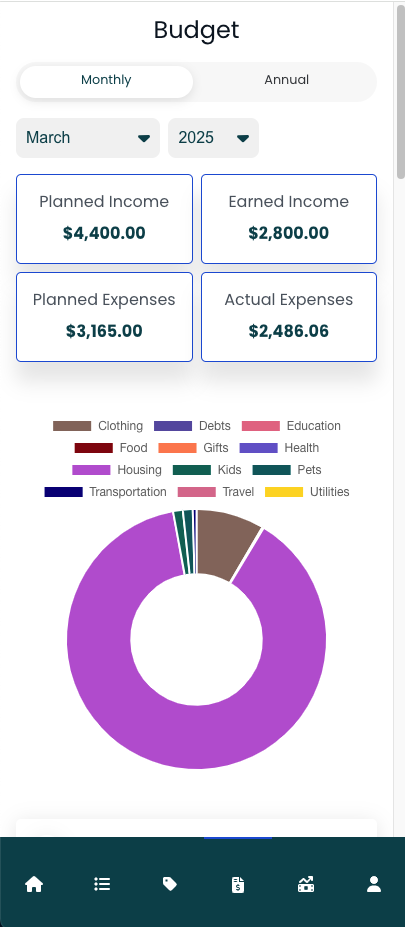 Budget
Monthly Annual
March 2025
Planned Income Earned Income
$4,400.00 $2,800.00
Planned Expenses Actual Expenses
$3,165.00 $2,486.06
Clothing Debts Education
Food Gifts Health
Housing Kids Pets
Transportation Travel Utilities
$